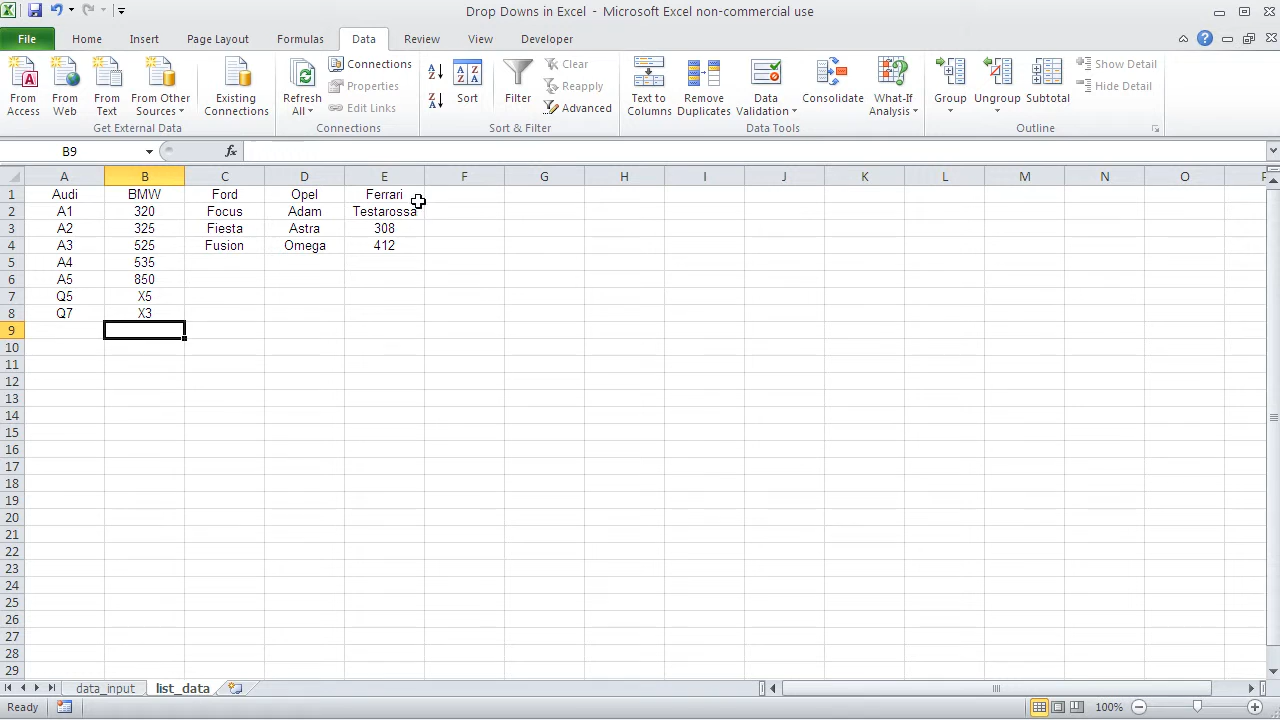 Drop Downs in Excel - Microsoft Excel non-commercial use
File Home Insert Page Layout Formulas Data Review View Developer
From Access
From Web
From Text
From Other Sources
Existing Connections
Get External Data
Refresh All
Connections
Properties
Edit Links
Connections
Sort
Filter
Clear
Reapply
Advanced
Sort & Filter
Text to Columns
Remove Duplicates
Data Validation
Consolidate
What-If Analysis
Data Tools
Group
Ungroup
Subtotal
Show Detail
Hide Detail
Outline
B9 fx
A B C D E F G H I J K L M N O
1 Audi BMW Ford Opel Ferrari
2 A1 320 Focus Adam Testarossa
3 A2 325 Fiesta Astra 308
4 A3 525 Fusion Omega 412
5 A4 535
6 A5 850
7 Q5 X5
8 Q7 X3
9
10
11
12
13
14
15
16
17
18
19
20
21
22
23
24
25
26
27
28
29
data_input list_data
Ready 100%